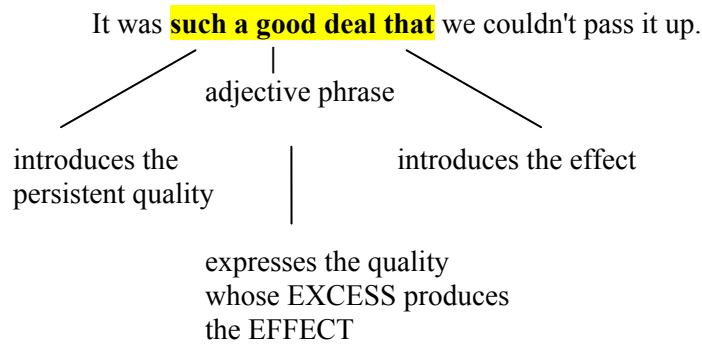 It was such a good deal that we couldn't pass it up.
adjective phrase
introduces the
persistent quality
introduces the effect
expresses the quality
whose EXCESS produces
the EFFECT